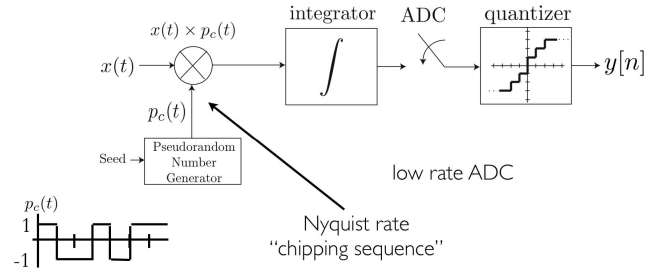 integrator
ADC
quantizer
x(t) × p_c(t)
x(t)
∫
y[n]
p_c(t)
Seed
Pseudorandom
Number
Generator
low rate ADC
p_c(t)
1
-1
Nyquist rate
“chipping sequence”